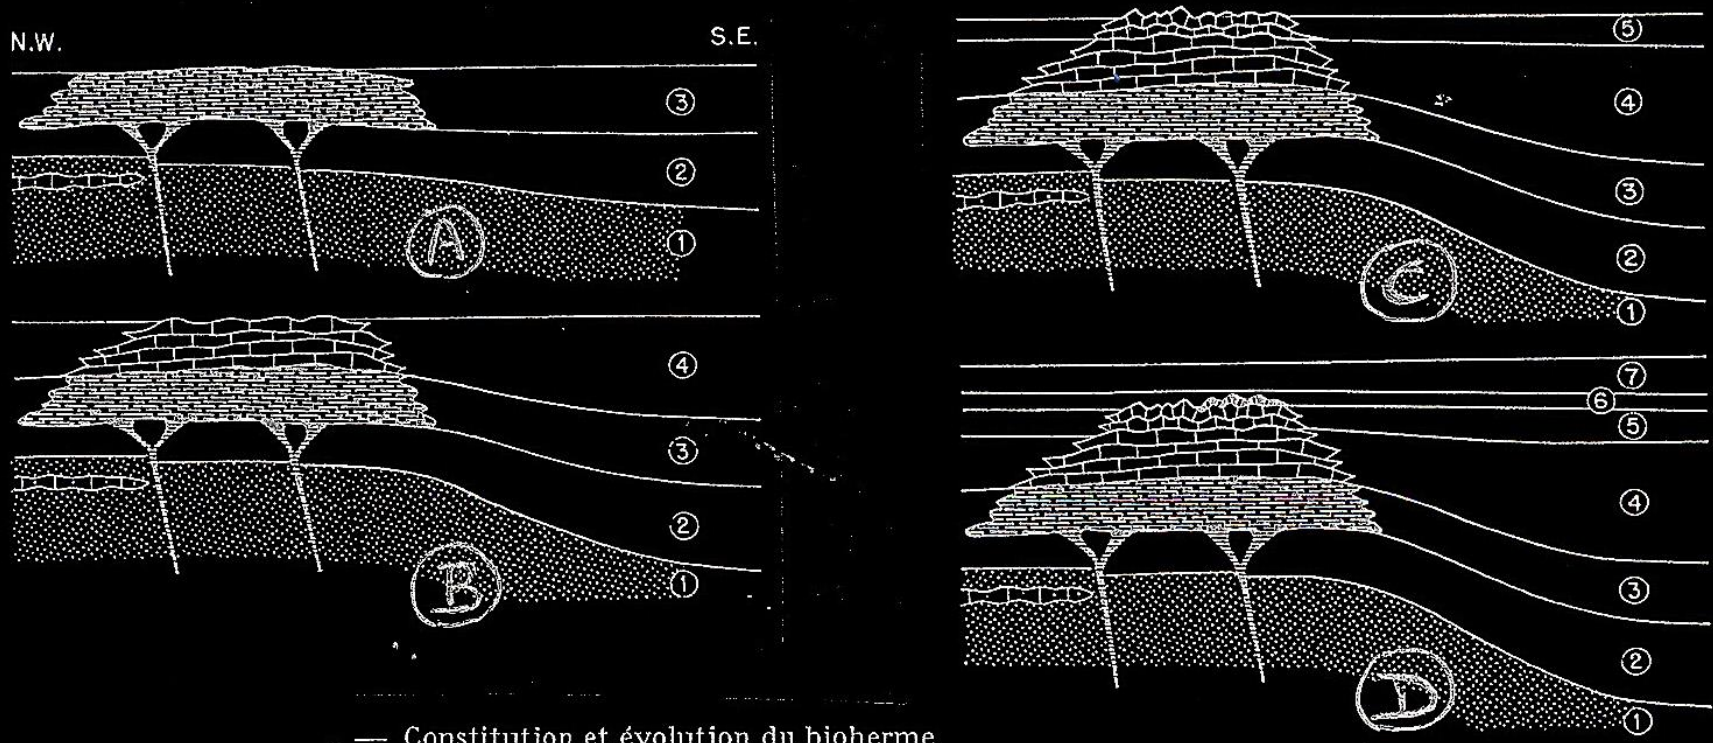 N.W.
S.E.
③
②
①
A
④
③
②
①
B
⑤
④
③
②
①
C
⑦
⑥
⑤
④
③
②
①
D
— Constitution et évolution du bioherme